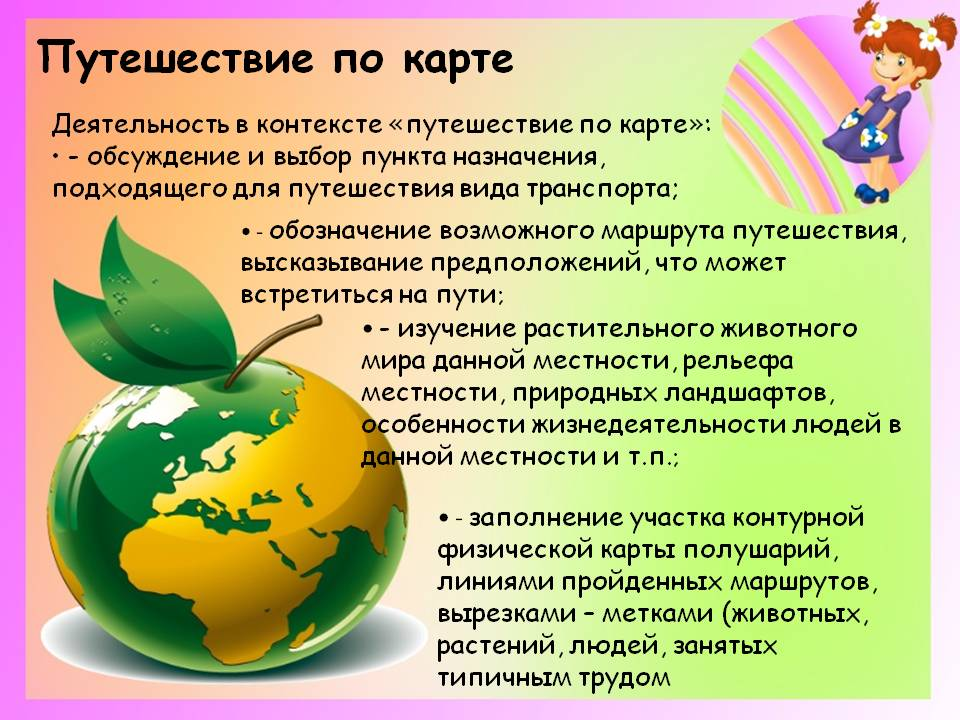 Путешествие по карте
Деятельность в контексте «путешествие по карте»:
• - обсуждение и выбор пункта назначения,
подходящего для путешествия вида транспорта;
• - обозначение возможного маршрута путешествия,
высказывание предположений, что может
встретиться на пути;
• - изучение растительного животного
мира данной местности, рельефа
местности, природных ландшафтов,
особенности жизнедеятельности людей в
данной местности и т.п.;
• - заполнение участка контурной
физической карты полушарий,
линиями пройденных маршрутов,
вырезками – метками (животных,
растений, людей, занятых
типичным трудом